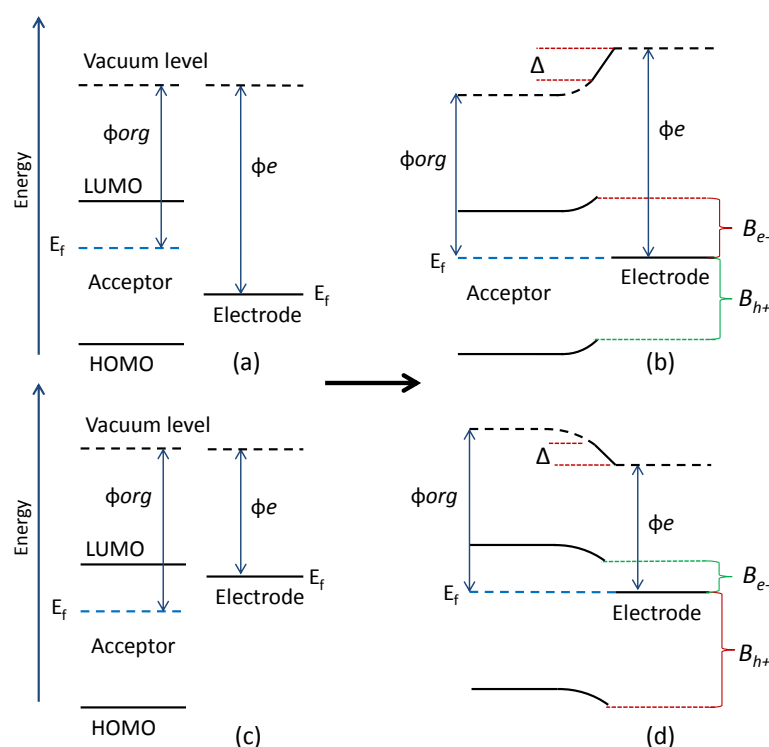 Vacuum level
ϕorg
ϕe
LUMO
E_f
Acceptor
E_f
Electrode
HOMO
(a)
Energy
Δ
ϕorg
ϕe
B_e-
E_f
Electrode
Acceptor
B_h+
(b)
Vacuum level
ϕorg
ϕe
LUMO
E_f
Electrode
E_f
Acceptor
HOMO
(c)
Energy
Δ
ϕorg
ϕe
B_e-
E_f
Electrode
B_h+
(d)